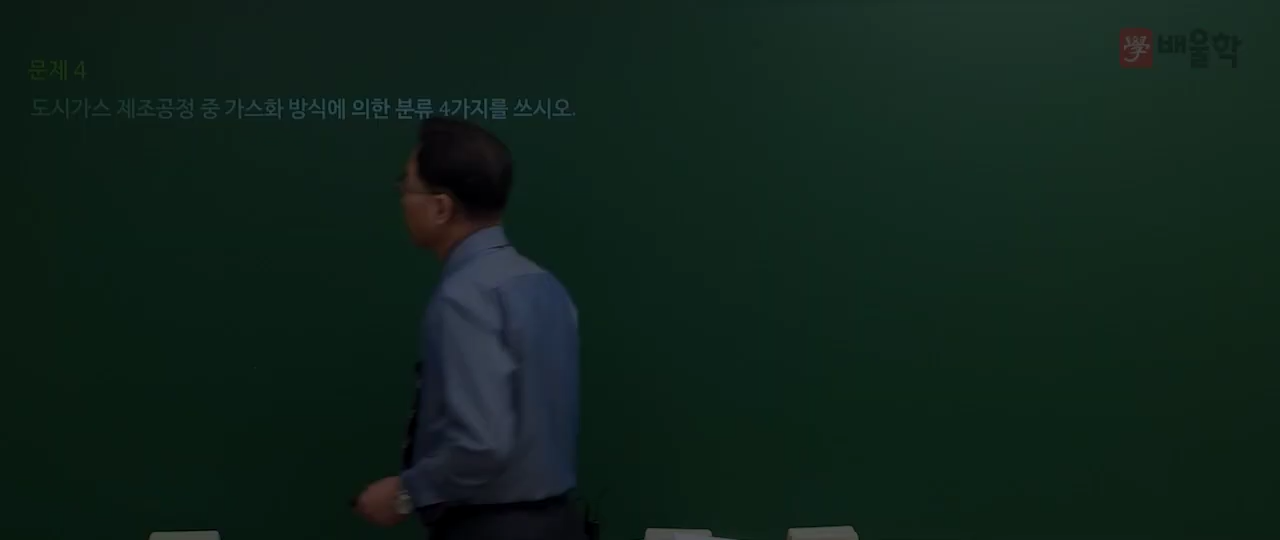 學 배울학
문제 4
도시가스 제조공정 중 가스화 방식에 의한 분류 4가지를 쓰시오.